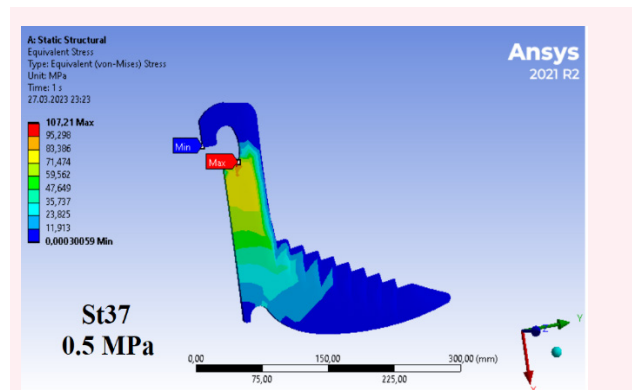 A: Static Structural
Equivalent Stress
Type: Equivalent (von-Mises) Stress
Unit: MPa
Time: 1 s
27.03.2023 23:23
107,21 Max
95,298
83,386
71,474
59,562
47,649
35,737
23,825
11,913
0,00030059 Min
Ansys
2021 R2
Min
Max
St37
0.5 MPa
0,00 150,00 300,00 (mm)
75,00 225,00
Y
Z
X